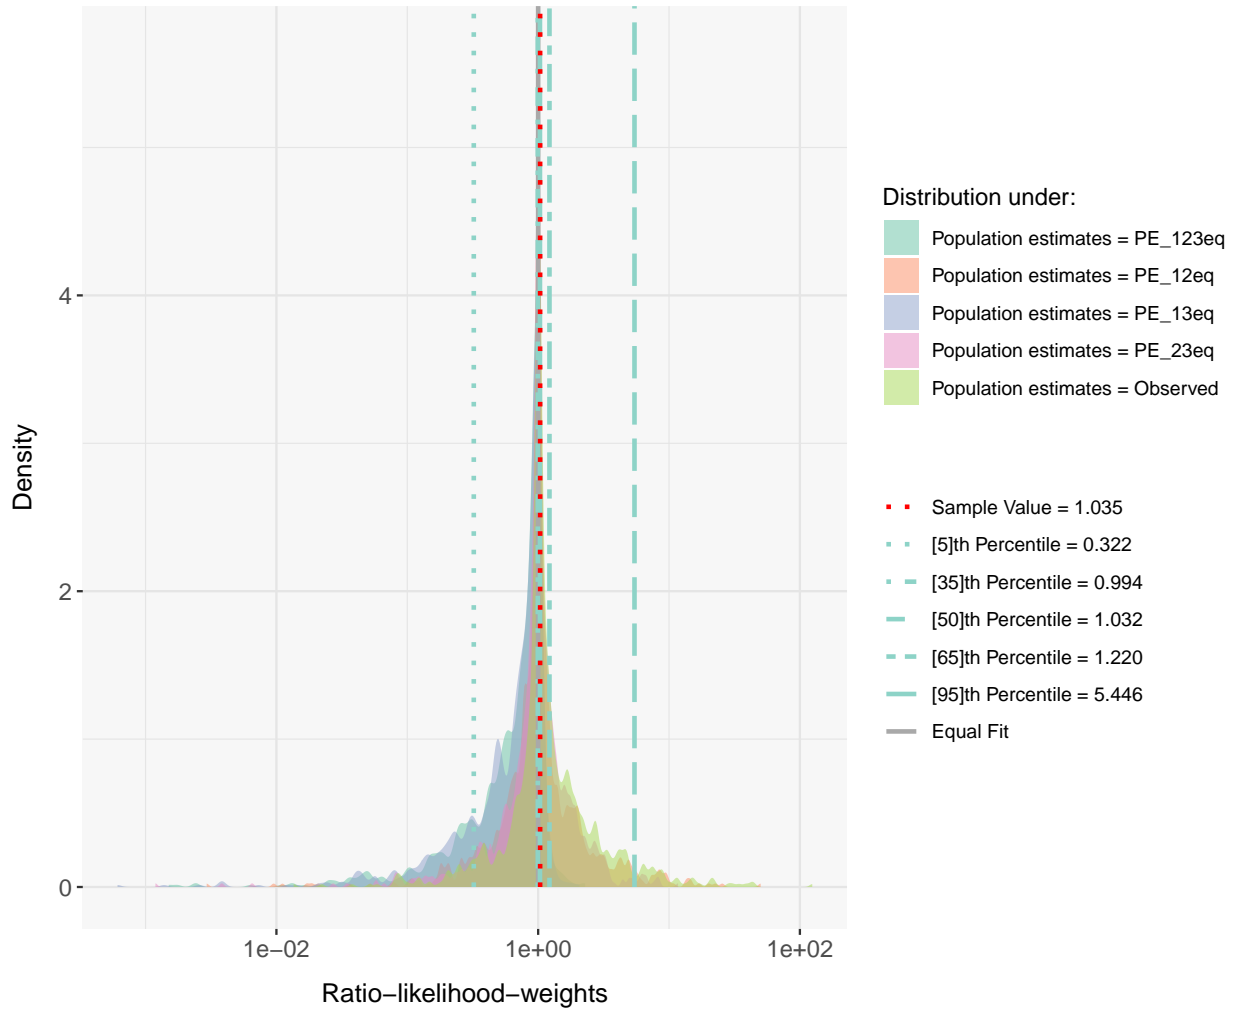 Density
4
2
0
1e−02
1e+00
1e+02
Ratio−likelihood−weights
Distribution under:
Population estimates = PE_123eq
Population estimates = PE_12eq
Population estimates = PE_13eq
Population estimates = PE_23eq
Population estimates = Observed
Sample Value = 1.035
[5]th Percentile = 0.322
[35]th Percentile = 0.994
[50]th Percentile = 1.032
[65]th Percentile = 1.220
[95]th Percentile = 5.446
Equal Fit